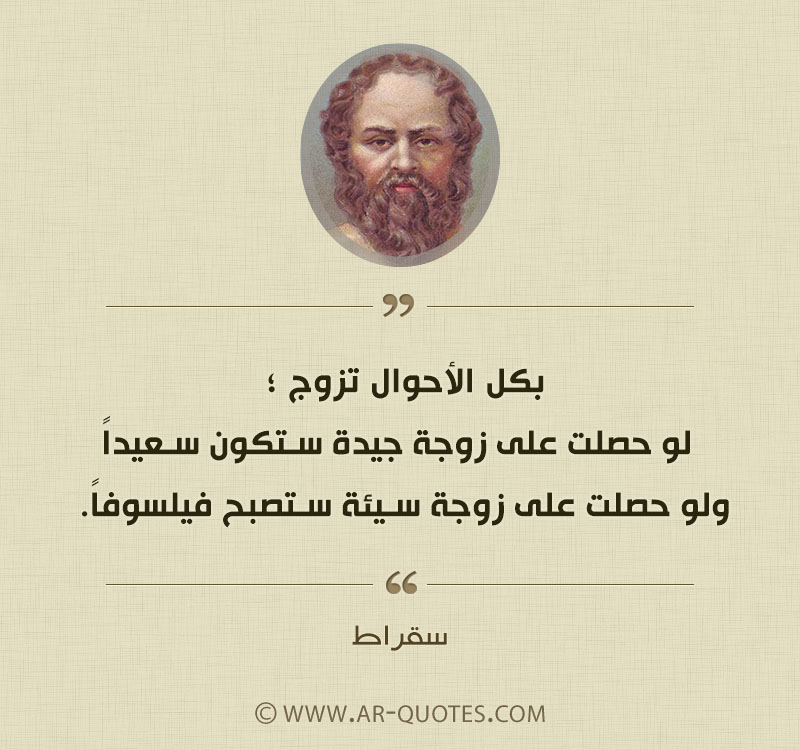 بكل الأحوال تزوج ؛
لو حصلت على زوجة جيدة ستكون سعيداً
ولو حصلت على زوجة سيئة ستصبح فيلسوفاً.
سقراط
© WWW.AR-QUOTES.COM